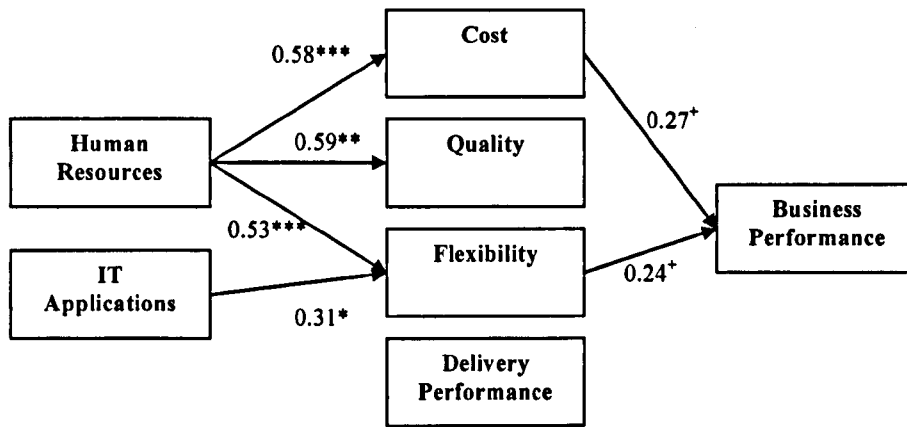 Cost
0.58***
0.27⁺
Human
Resources
0.59**
Quality
0.53***
Business
Performance
IT
Applications
Flexibility
0.24⁺
0.31*
Delivery
Performance